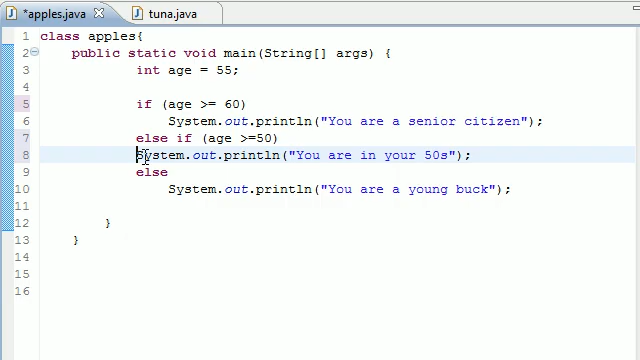 *apples.java tuna.java
1 class apples{
2 public static void main(String[] args) {
3 int age = 55;
4
5 if (age >= 60)
6 System.out.println("You are a senior citizen");
7 else if (age >=50)
8 System.out.println("You are in your 50s");
9 else
10 System.out.println("You are a young buck");
11
12 }
13 }
14
15
16